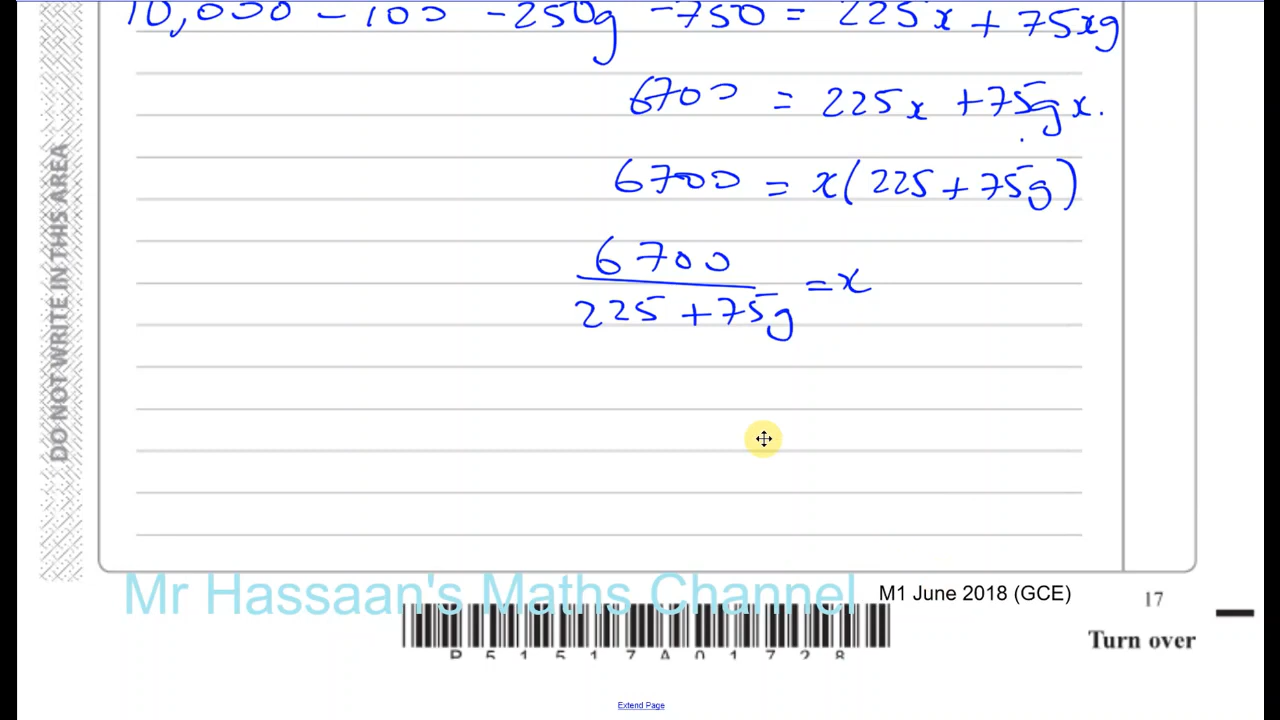 10,000 - 100 - 250g - 750 = 225x + 75xg
6700 = 225x + 75gx.
6700 = x(225 + 75g)
6700
225 + 75g
= x
DO NOT WRITE IN THIS AREA
Mr Hassaan's Maths Channel
M1 June 2018 (GCE)
17
P51517A01728
Turn over
Extend Page